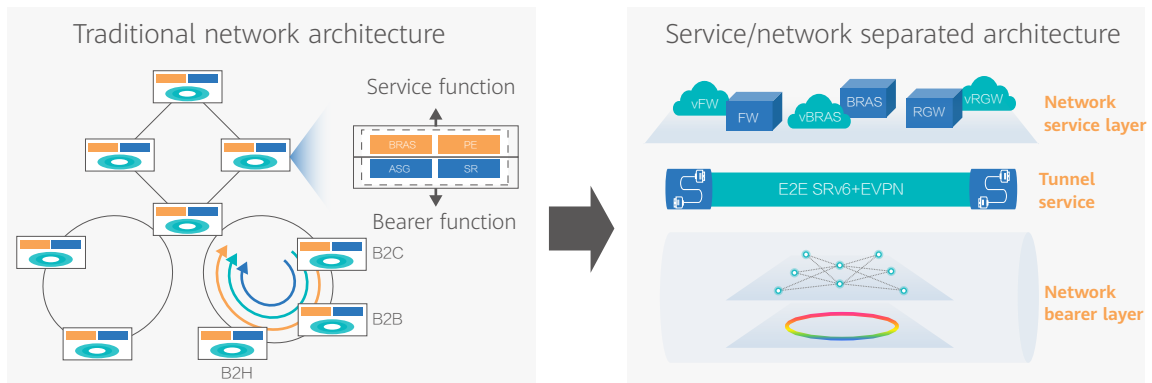 Traditional network architecture
Service function
BRAS
PE
ASG
SR
Bearer function
B2C
B2B
B2H
Service/network separated architecture
vFW
FW
vBRAS
BRAS
RGW
vRGW
Network
service layer
E2E SRv6+EVPN
Tunnel
service
Network
bearer layer